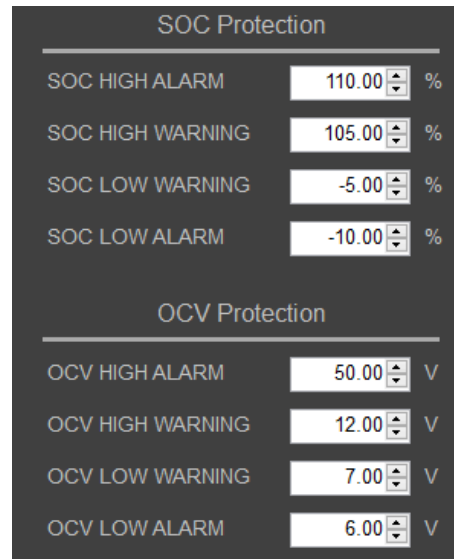 SOC Protection
SOC HIGH ALARM 110.00 %
SOC HIGH WARNING 105.00 %
SOC LOW WARNING -5.00 %
SOC LOW ALARM -10.00 %
OCV Protection
OCV HIGH ALARM 50.00 V
OCV HIGH WARNING 12.00 V
OCV LOW WARNING 7.00 V
OCV LOW ALARM 6.00 V